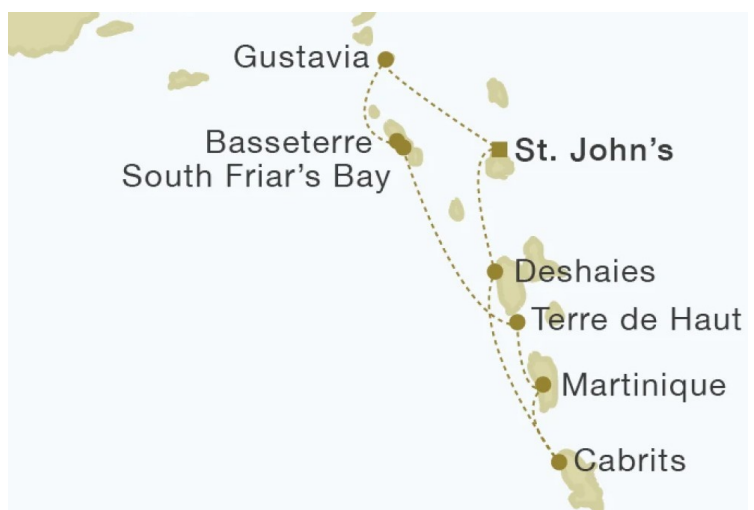 Gustavia
Basseterre
St. John's
South Friar's Bay
Deshaies
Terre de Haut
Martinique
Cabrits